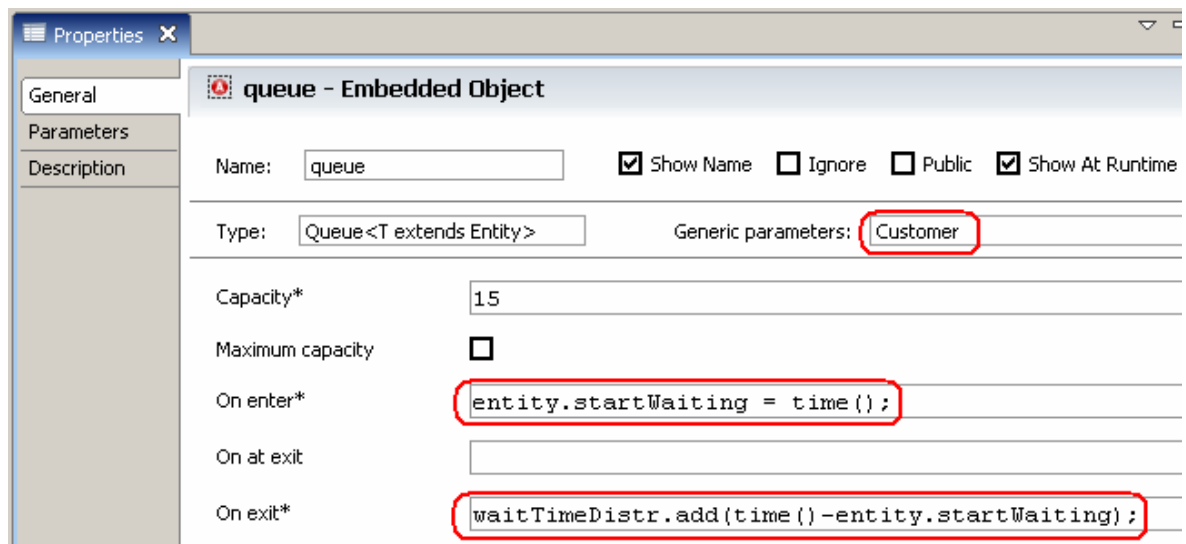 Properties
General
Parameters
Description
queue - Embedded Object
Name: queue Show Name Ignore Public Show At Runtime
Type: Queue<T extends Entity> Generic parameters: Customer
Capacity* 15
Maximum capacity
On enter* entity.startWaiting = time();
On at exit
On exit* waitTimeDistr.add(time()-entity.startWaiting);